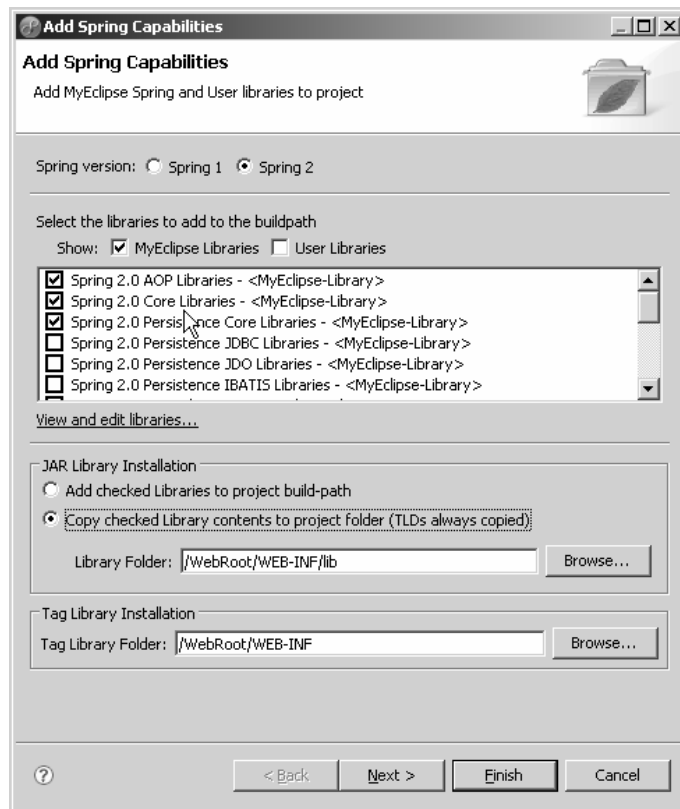 Add Spring Capabilities
Add Spring Capabilities
Add MyEclipse Spring and User libraries to project
Spring version: Spring 1 Spring 2
Select the libraries to add to the buildpath
Show: MyEclipse Libraries User Libraries
Spring 2.0 AOP Libraries - <MyEclipse-Library>
Spring 2.0 Core Libraries - <MyEclipse-Library>
Spring 2.0 Persistence Core Libraries - <MyEclipse-Library>
Spring 2.0 Persistence JDBC Libraries - <MyEclipse-Library>
Spring 2.0 Persistence JDO Libraries - <MyEclipse-Library>
Spring 2.0 Persistence IBATIS Libraries - <MyEclipse-Library>
View and edit libraries...
JAR Library Installation
Add checked Libraries to project build-path
Copy checked Library contents to project folder (TLDs always copied)
Library Folder: /WebRoot/WEB-INF/lib Browse...
Tag Library Installation
Tag Library Folder: /WebRoot/WEB-INF Browse...
? < Back Next > Finish Cancel